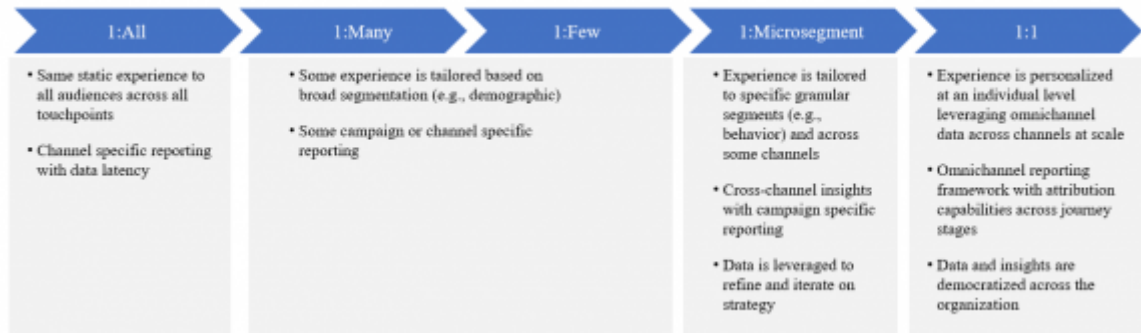 1:All
1:Many
1:Few
1:Microsegment
1:1
• Same static experience to
all audiences across all
touchpoints
• Channel specific reporting
with data latency
• Some experience is tailored based on
broad segmentation (e.g., demographic)
• Some campaign or channel specific
reporting
• Experience is tailored
to specific granular
segments (e.g.,
behavior) and across
some channels
• Cross-channel insights
with campaign specific
reporting
• Data is leveraged to
refine and iterate on
strategy
• Experience is personalized
at an individual level
leveraging omnichannel
data across channels at scale
• Omnichannel reporting
framework with attribution
capabilities across journey
stages
• Data and insights are
democratized across the
organization